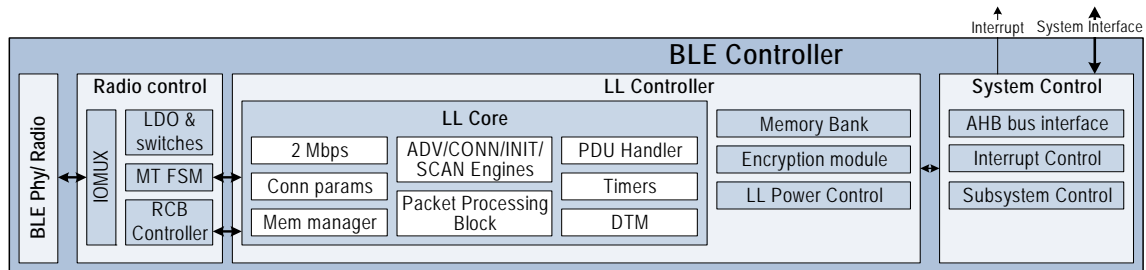 Interrupt System Interface
BLE Controller
BLE Phy/ Radio
Radio control
IOMUX
LDO &
switches
MT FSM
RCB
Controller
LL Controller
LL Core
2 Mbps
Conn params
Mem manager
ADV/CONN/INIT/
SCAN Engines
Packet Processing
Block
PDU Handler
Timers
DTM
Memory Bank
Encryption module
LL Power Control
System Control
AHB bus interface
Interrupt Control
Subsystem Control